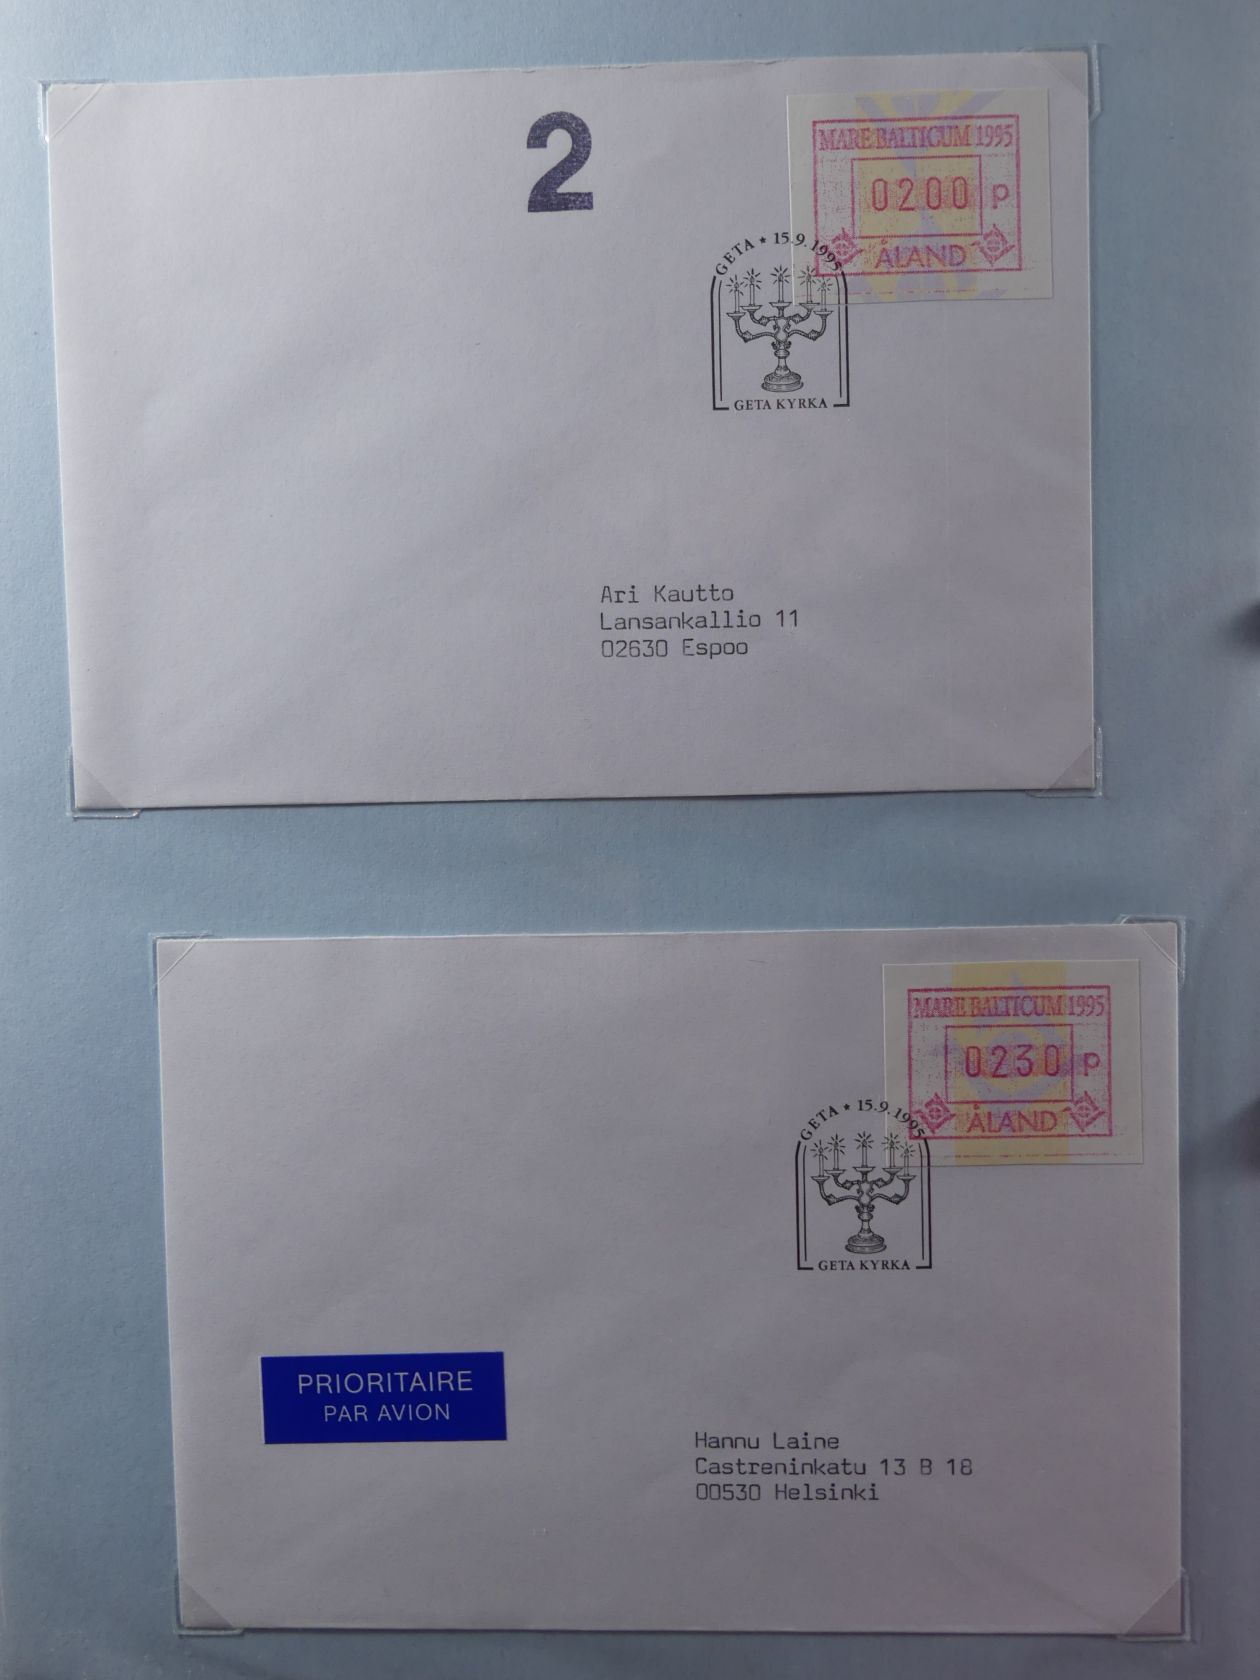 2
MARE BALTICUM 1995
0200 p
ÅLAND
GETA ★ 15.9.1995
GETA KYRKA
Ari Kautto
Lansankallio 11
02630 Espoo
MARE BALTICUM 1995
0230 p
ÅLAND
GETA ★ 15.9.1995
GETA KYRKA
PRIORITAIRE
PAR AVION
Hannu Laine
Castreninkatu 13 B 18
00530 Helsinki